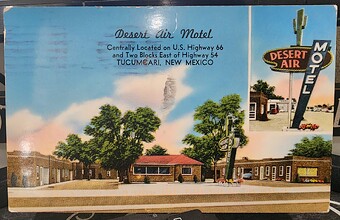 Desert Air Motel
Centrally Located on U.S. Highway 66
and Two Blocks East of Highway 54
TUCUMCARI, NEW MEXICO
DESERT
AIR
MOTEL